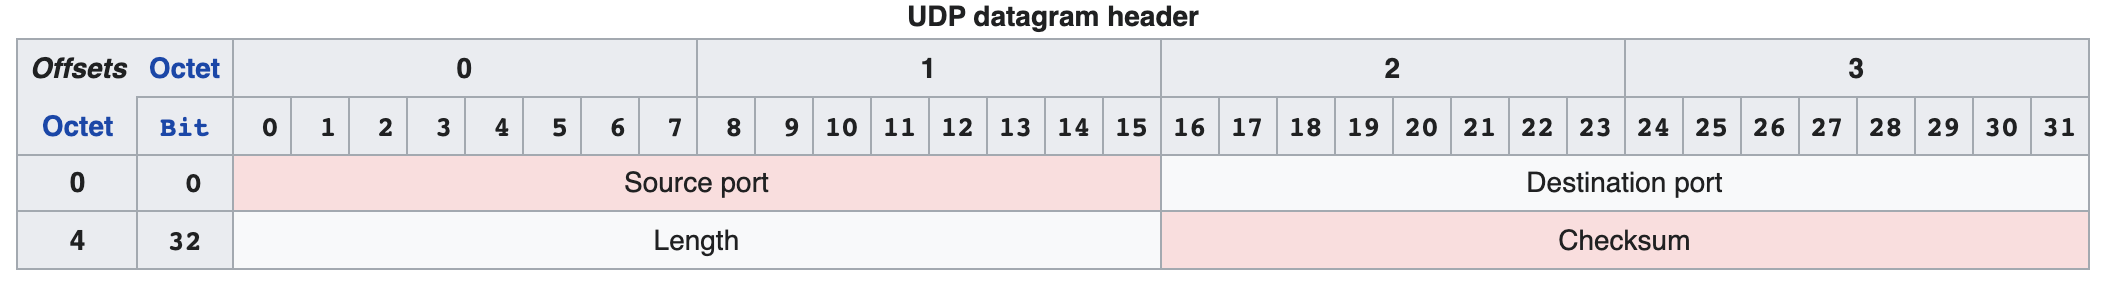 UDP datagram header
Offsets Octet 0 1 2 3
Octet Bit 0 1 2 3 4 5 6 7 8 9 10 11 12 13 14 15 16 17 18 19 20 21 22 23 24 25 26 27 28 29 30 31
0 0 Source port Destination port
4 32 Length Checksum